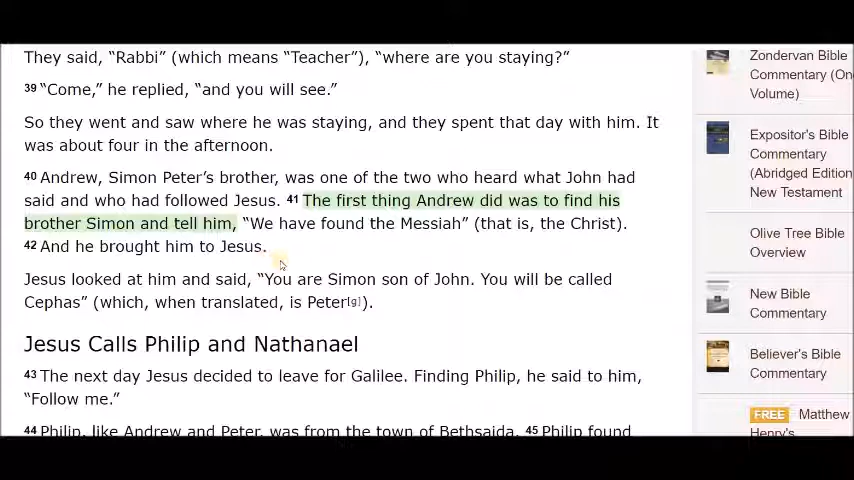 They said, “Rabbi” (which means “Teacher”), “where are you staying?”
39 “Come,” he replied, “and you will see.”
So they went and saw where he was staying, and they spent that day with him. It
was about four in the afternoon.
40 Andrew, Simon Peter’s brother, was one of the two who heard what John had
said and who had followed Jesus. 41 The first thing Andrew did was to find his
brother Simon and tell him, “We have found the Messiah” (that is, the Christ).
42 And he brought him to Jesus.
Jesus looked at him and said, “You are Simon son of John. You will be called
Cephas” (which, when translated, is Peter[g]).
Jesus Calls Philip and Nathanael
43 The next day Jesus decided to leave for Galilee. Finding Philip, he said to him,
“Follow me.”
44 Philip, like Andrew and Peter, was from the town of Bethsaida. 45 Philip found
Zondervan Bible
Commentary (One
Volume)
Expositor's Bible
Commentary
(Abridged Edition
New Testament
Olive Tree Bible
Overview
New Bible
Commentary
Believer's Bible
Commentary
FREE Matthew
Henry's